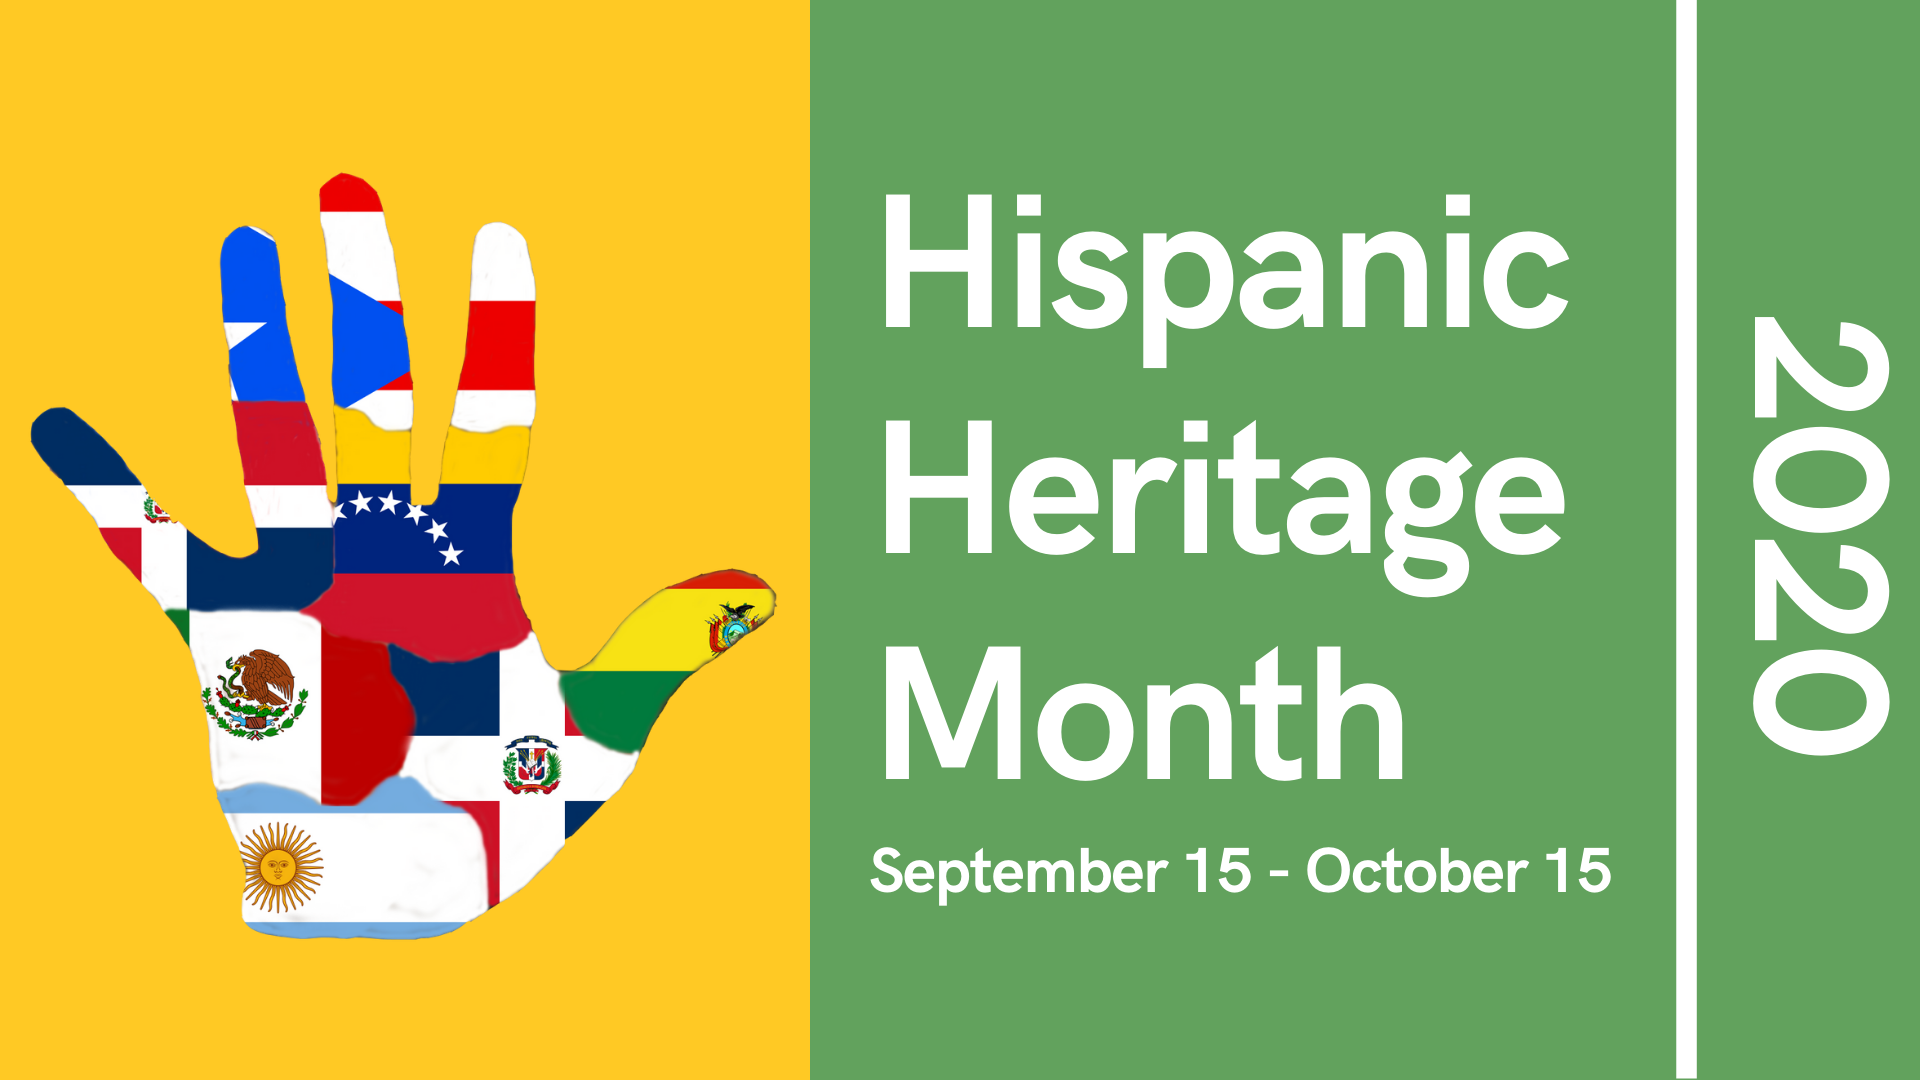 Hispanic
Heritage
Month
September 15 - October 15
2020